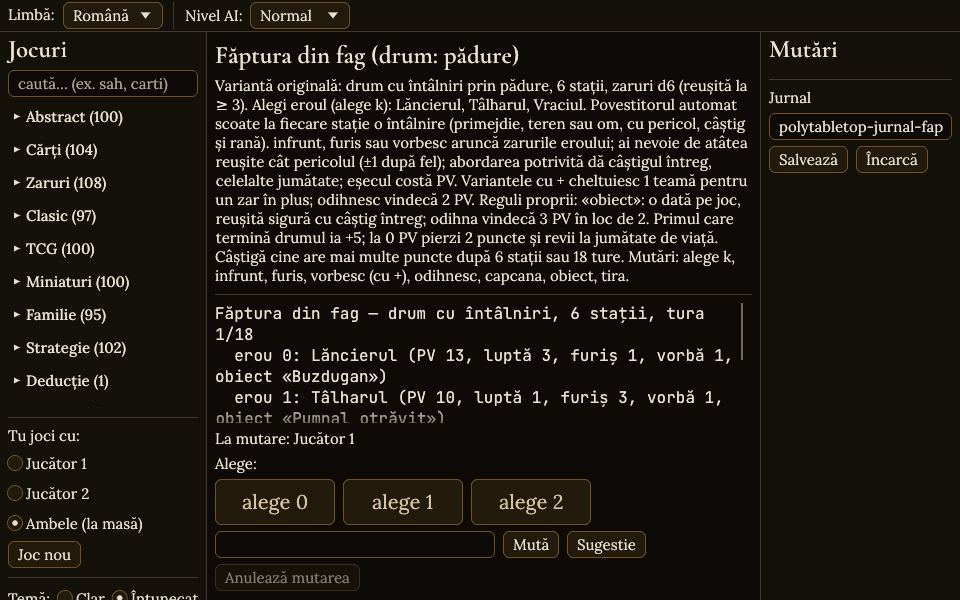 Limbă: Română ▼ Nivel AI: Normal ▼
Jocuri
caută... (ex. sah, carti)
▸ Abstract (100)
▸ Cărți (104)
▸ Zaruri (108)
▸ Clasic (97)
▸ TCG (100)
▸ Miniaturi (100)
▸ Familie (95)
▸ Strategie (102)
▸ Deducție (1)
Tu joci cu:
Jucător 1
Jucător 2
Ambele (la masă)
Joc nou
Temă: Clar Întunecat
Făptura din fag (drum: pădure)
Variantă originală: drum cu întâlniri prin pădure, 6 stații, zaruri d6 (reușită la
≥ 3). Alegi eroul (alege k): Lăncierul, Tâlharul, Vraciul. Povestitorul automat
scoate la fiecare stație o întâlnire (primejdie, teren sau om, cu pericol, câștig
și rană). infrunt, furis sau vorbesc aruncă zarurile eroului; ai nevoie de atâtea
reușite cât pericolul (±1 după fel); abordarea potrivită dă câștigul întreg,
celelalte jumătate; eșecul costă PV. Variantele cu + cheltuiesc 1 teamă pentru
un zar în plus; odihnesc vindecă 2 PV. Reguli proprii: «obiect»: o dată pe joc,
reușită sigură cu câștig întreg; odihna vindecă 3 PV în loc de 2. Primul care
termină drumul ia +5; la 0 PV pierzi 2 puncte și revii la jumătate de viață.
Câștigă cine are mai multe puncte după 6 stații sau 18 ture. Mutări: alege k,
infrunt, furis, vorbesc (cu +), odihnesc, capcana, obiect, tira.
Făptura din fag — drum cu întâlniri, 6 stații, tura
1/18
erou 0: Lăncierul (PV 13, luptă 3, furiș 1, vorbă 1,
obiect «Buzdugan»)
erou 1: Tâlharul (PV 10, luptă 1, furiș 3, vorbă 1,
obiect «Pumnal otrăvit»)
La mutare: Jucător 1
Alege:
alege 0 alege 1 alege 2
Mută Sugestie
Anulează mutarea
Mutări
Jurnal
polytabletop-jurnal-fap
Salvează Încarcă